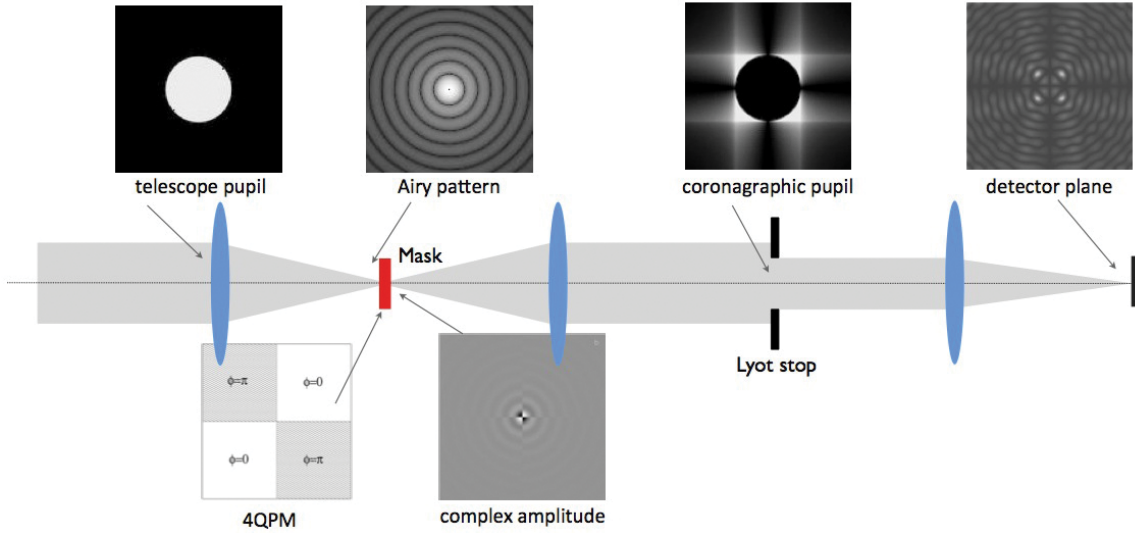 telescope pupil
Airy pattern
coronagraphic pupil
detector plane
Mask
Lyot stop
ϕ=π
ϕ=0
ϕ=0
ϕ=π
4QPM
complex amplitude